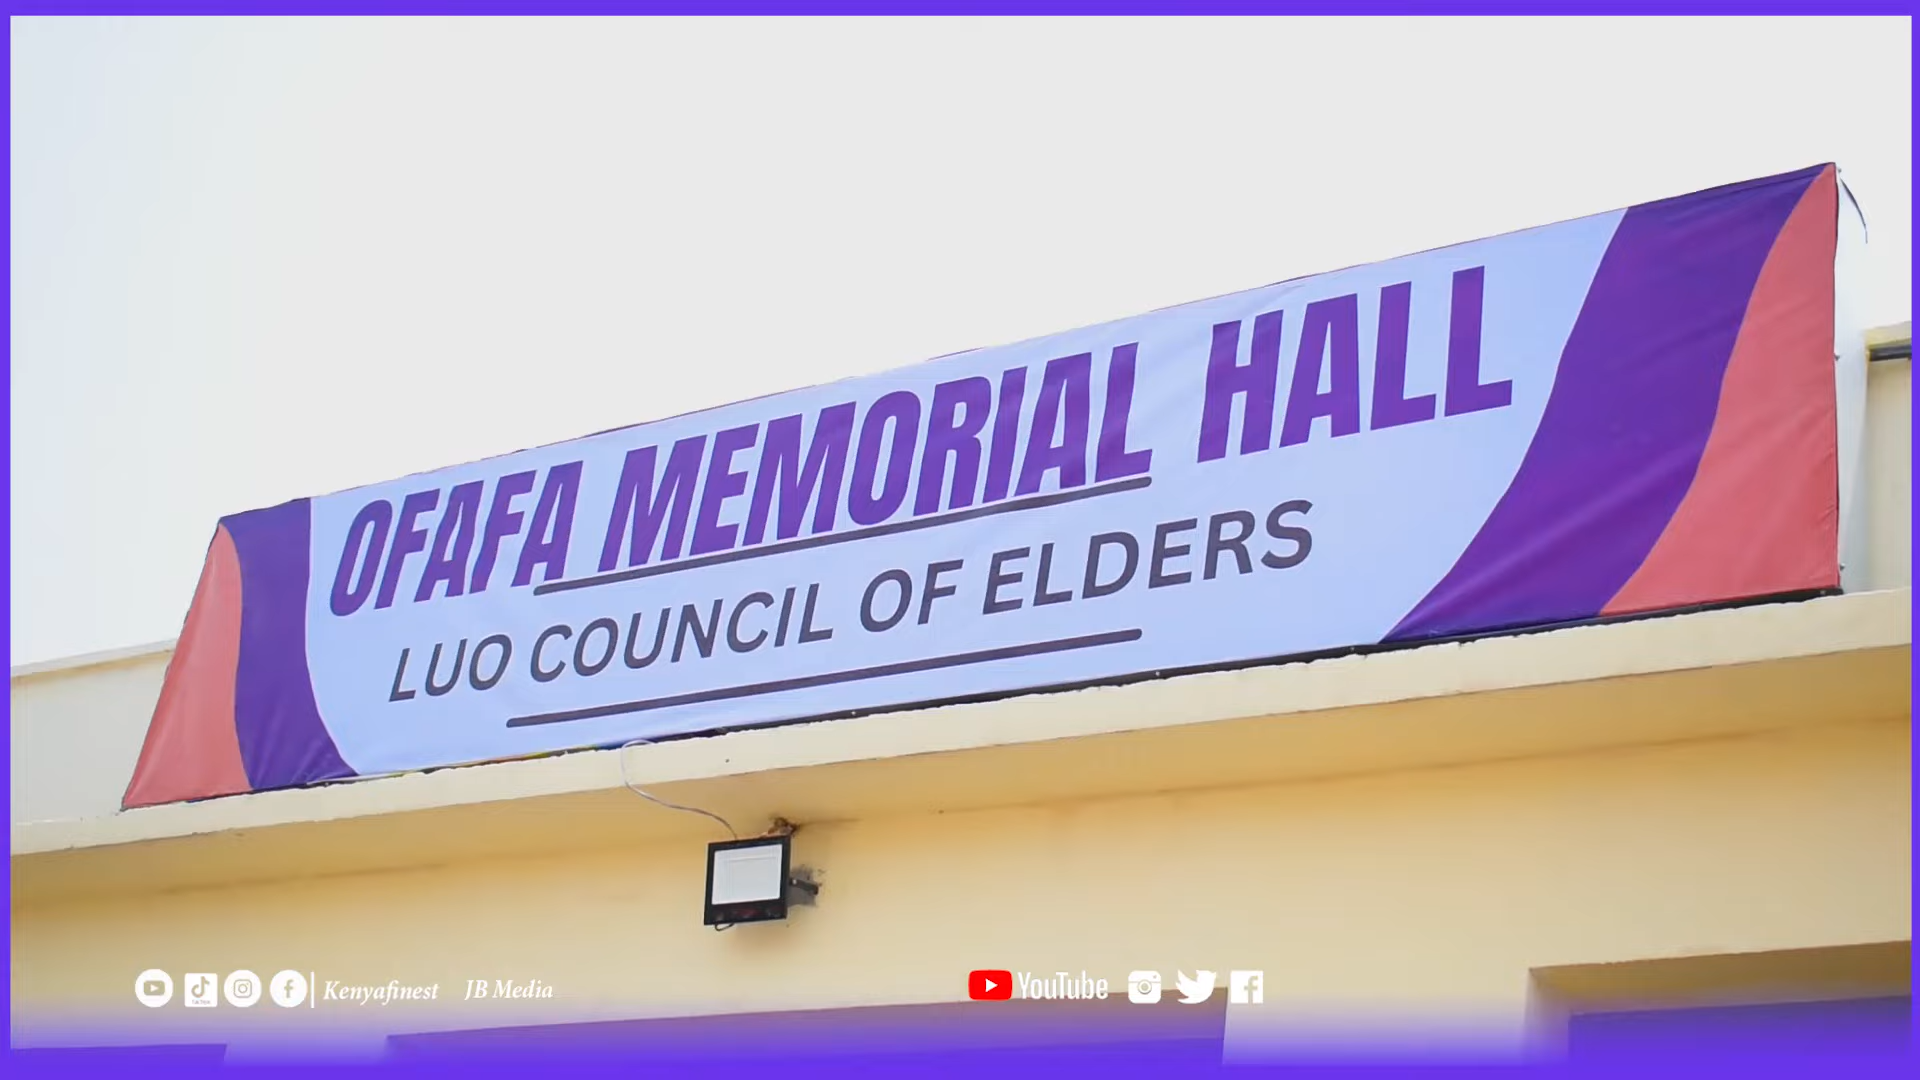 OFAFA MEMORIAL HALL
LUO COUNCIL OF ELDERS
Kenyafinest JB Media
YouTube